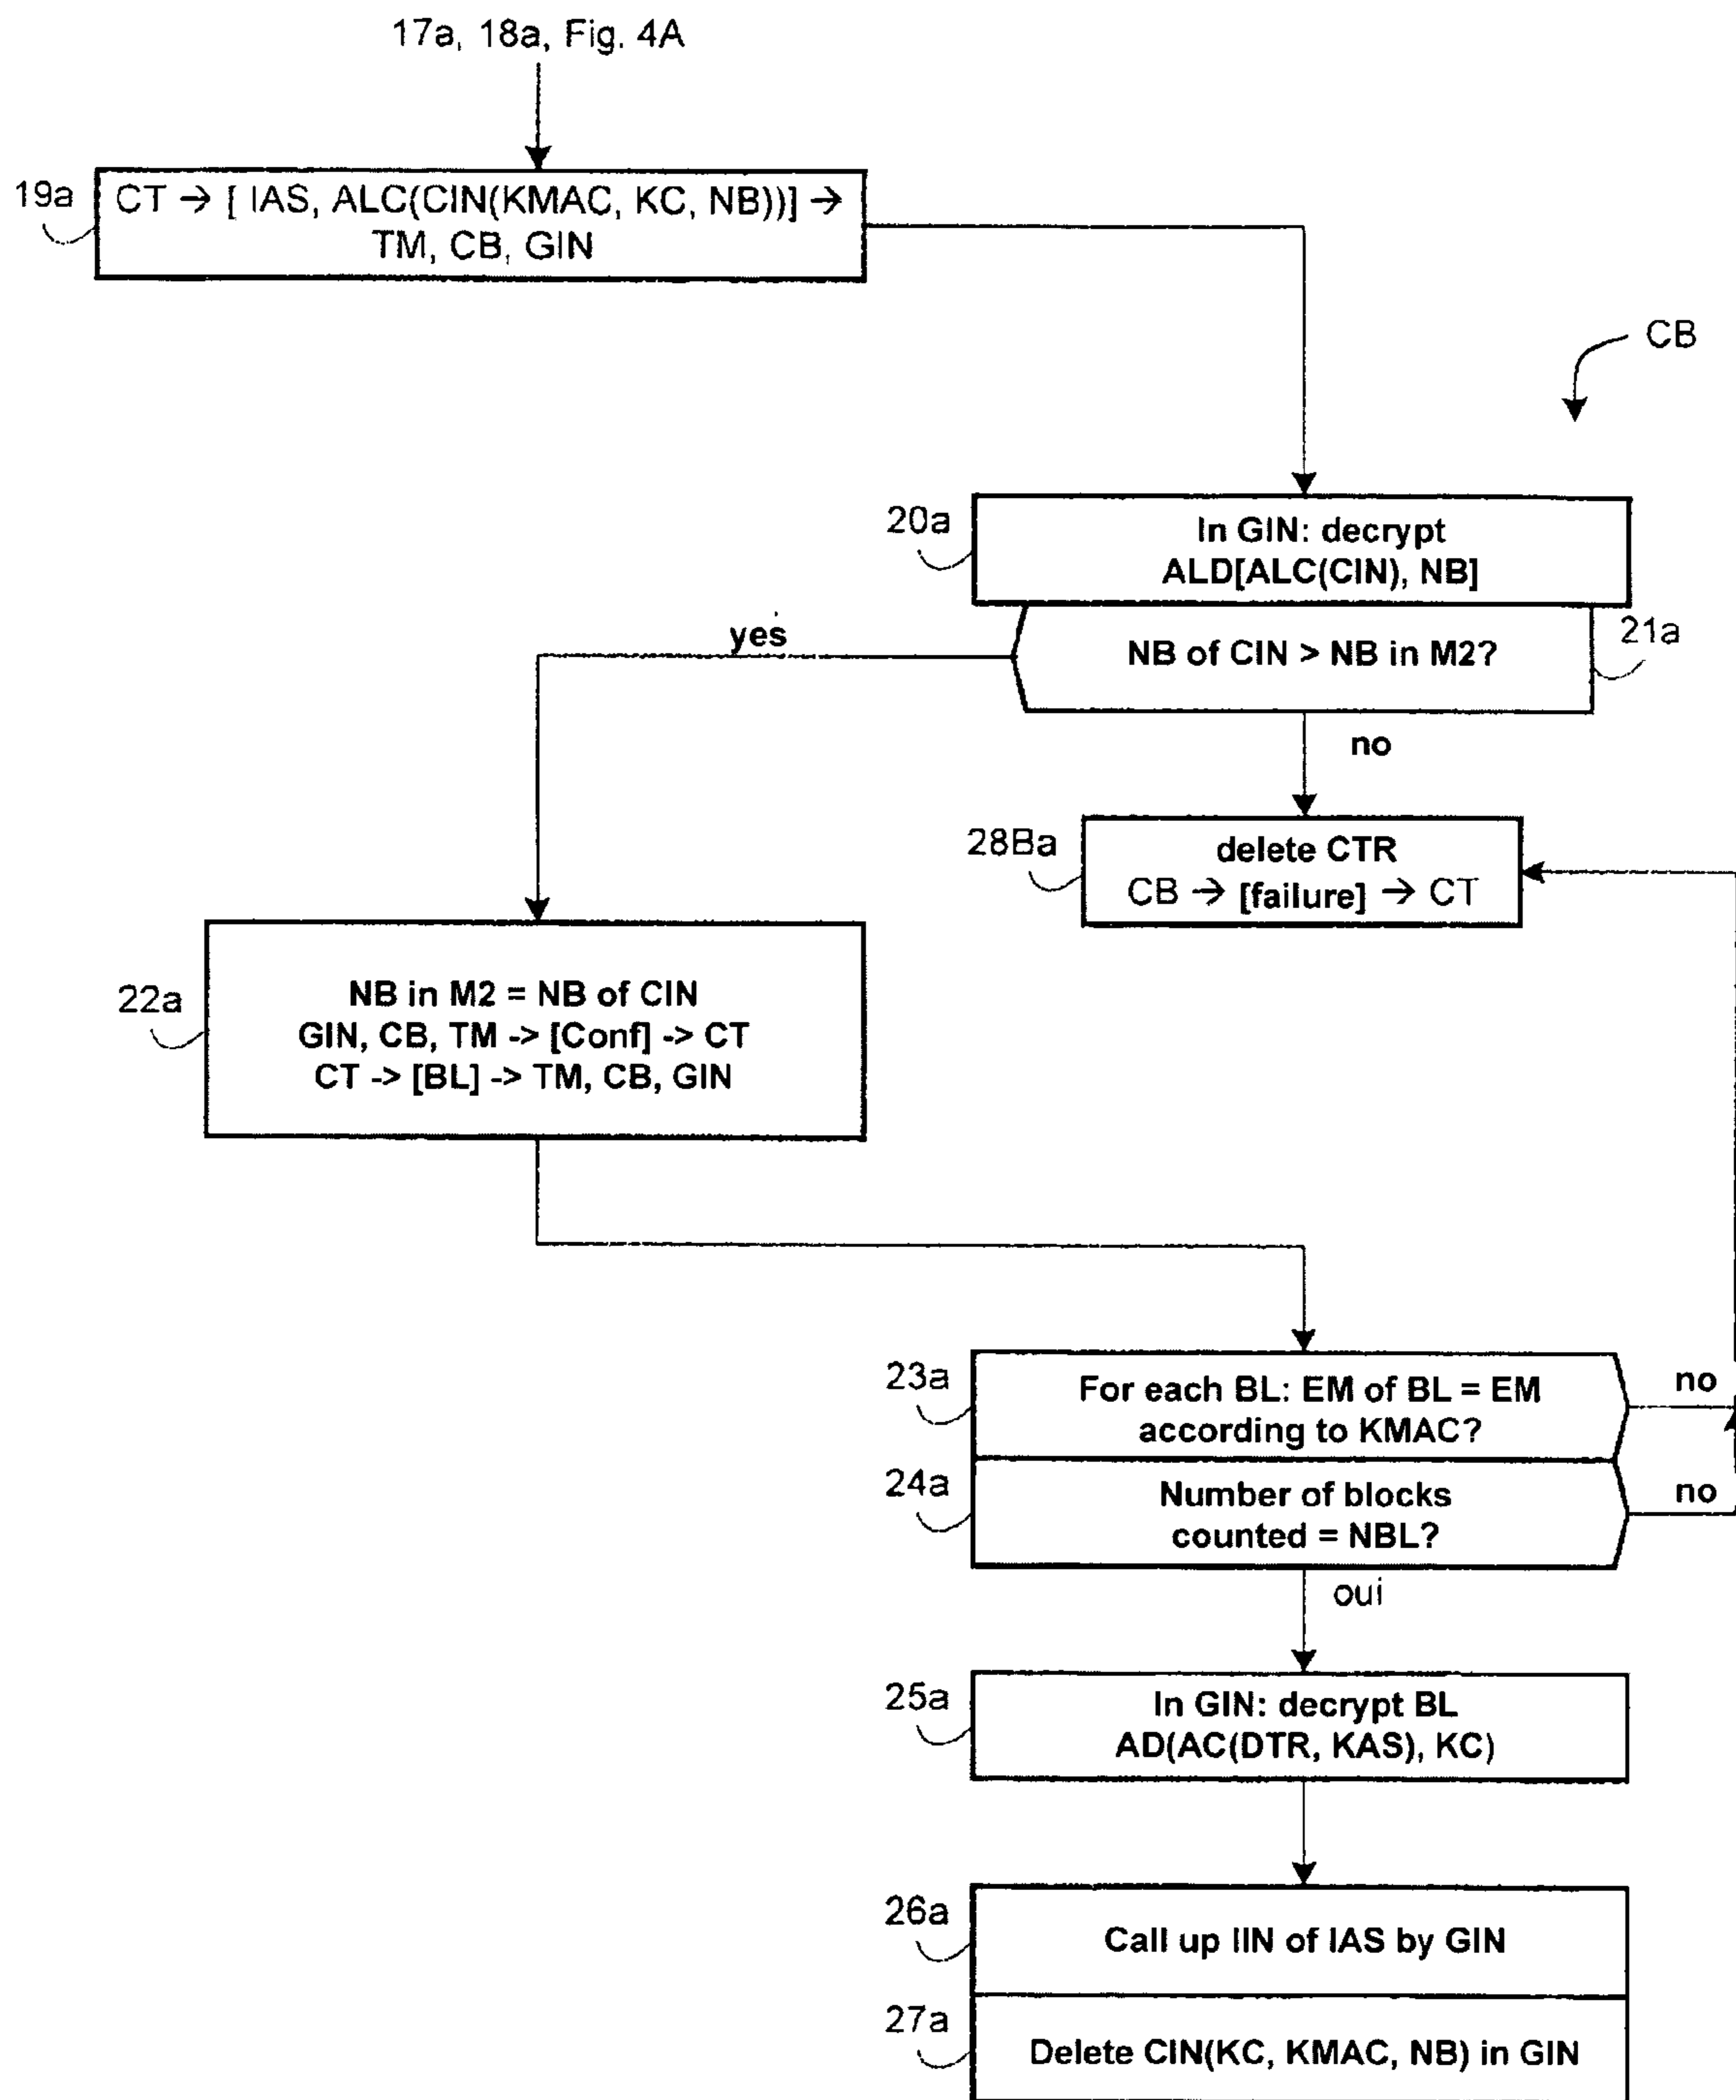 17a, 18a, Fig. 4A
19a
CT → [ IAS, ALC(CIN(KMAC, KC, NB))] →
TM, CB, GIN
CB
20a
In GIN: decrypt
ALD[ALC(CIN), NB]
21a
NB of CIN > NB in M2?
yes
no
28Ba
delete CTR
CB → [failure] → CT
22a
NB in M2 = NB of CIN
GIN, CB, TM -> [Conf] -> CT
CT -> [BL] -> TM, CB, GIN
23a
For each BL: EM of BL = EM
according to KMAC?
no
24a
Number of blocks
counted = NBL?
no
oui
25a
In GIN: decrypt BL
AD(AC(DTR, KAS), KC)
26a
Call up IIN of IAS by GIN
27a
Delete CIN(KC, KMAC, NB) in GIN